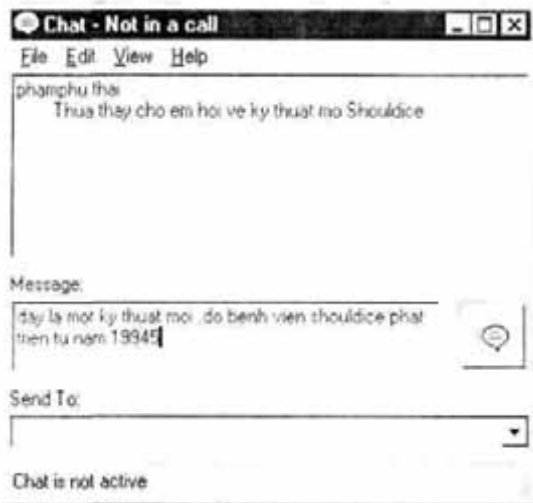 Chat - Not in a call
File Edit View Help
phamphu thai
Thua thay cho em hoi ve ky thuat mo Shouldice
Message:
day la mot ky thuat moi ,do benh vien shouldice phat
trien tu nam 19945
Send To:
Chat is not active